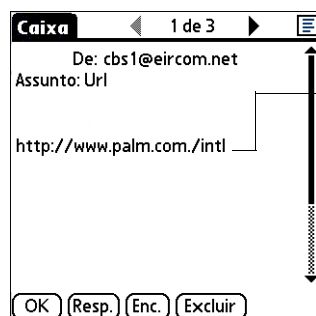 Caixa 1 de 3
De: cbs1@eircom.net
Assunto: Url
http://www.palm.com./intl
OK Resp. Enc. Excluir